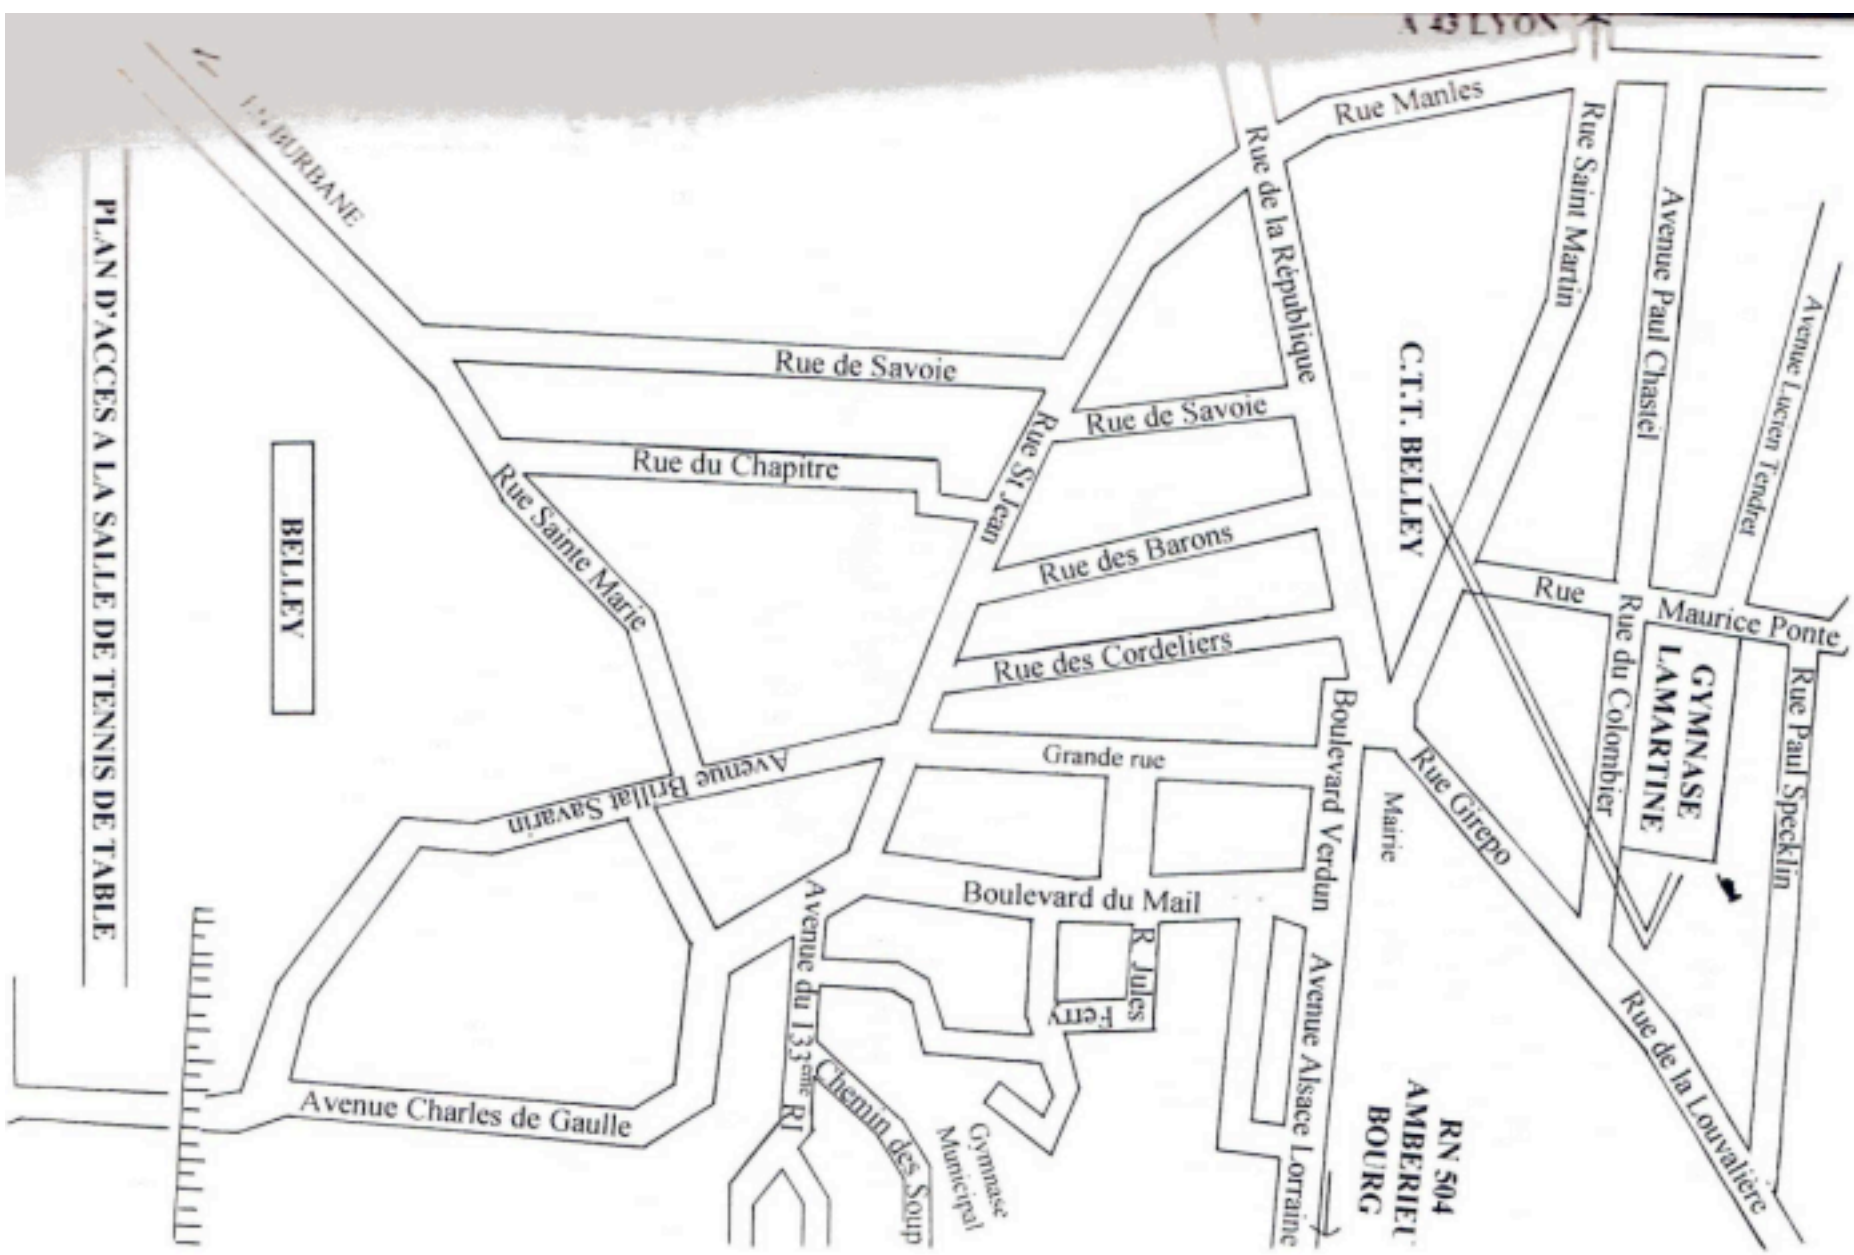 A 43 LYON
Rue Manles
BURBANE
Rue de la République
Rue Saint Martin
Avenue Paul Chastel
Avenue Lucien Tendret
PLAN D'ACCES A LA SALLE DE TENNIS DE TABLE
BELLEY
Rue de Savoie
Rue de Savoie
C.T.T. BELLEY
Rue du Chapitre
Rue St Jean
Rue Sainte Marie
Rue des Barons
Rue des Cordeliers
Rue
Maurice Ponte
Rue du Colombier
GYMNASE
LAMARTINE
Rue Paul Specklin
Boulevard Verdun
Grande rue
Mairie
Rue Girepo
Avenue Brillat Savarin
Boulevard du Mail
Avenue du 133ème RI
R Jules
Ferry
Avenue Alsace Lorraine
Rue de la Louvalière
Avenue Charles de Gaulle
Chemin des Soup
Gymnase
Municipal
RN 504
AMBERIEU
BOURG